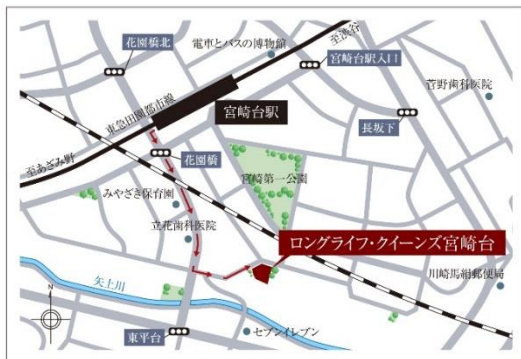 花園橋北
電車とバスの博物館
至渋谷
宮崎台駅入口
菅野歯科医院
東急田園都市線
宮崎台駅
長坂下
至あざみ野
花園橋
宮崎第一公園
みやざき保育園
立花歯科医院
ロングライフ・クイーンズ宮崎台
川崎馬絹郵便局
矢上川
N
東平台
セブンイレブン